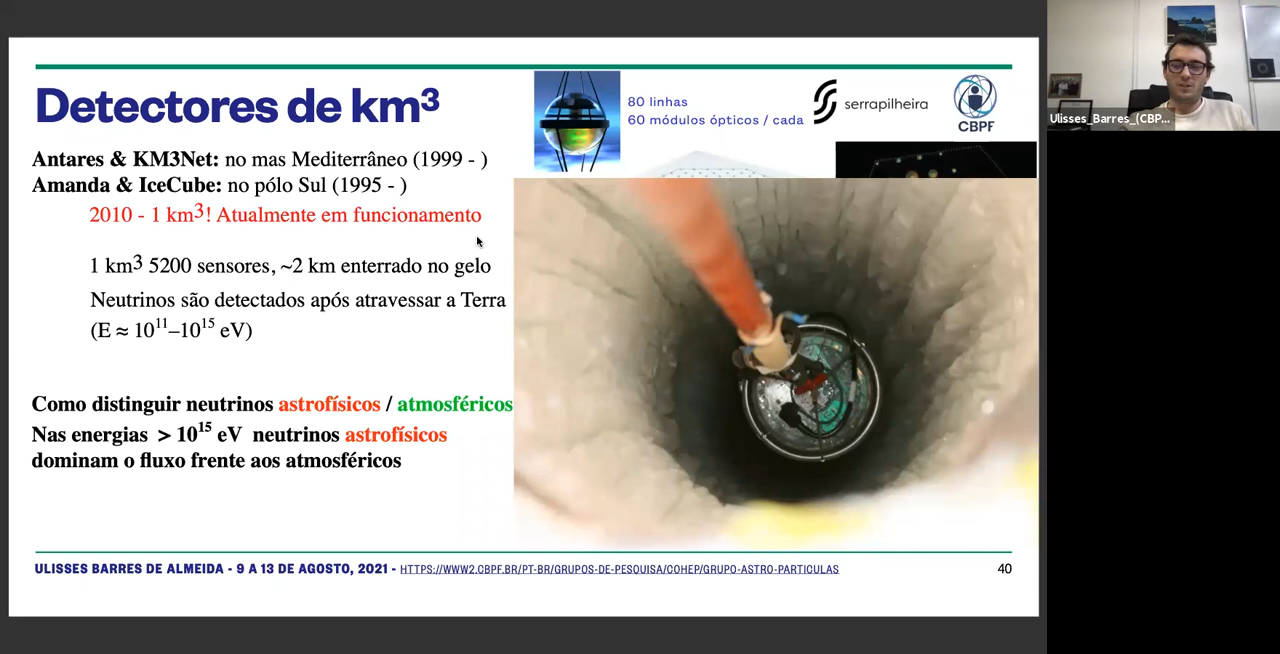 Detectores de km³
80 linhas
60 módulos ópticos / cada
serrapilheira
CBPF
Antares & KM3Net: no mas Mediterrâneo (1999 - )
Amanda & IceCube: no pólo Sul (1995 - )
2010 - 1 km³! Atualmente em funcionamento
1 km³ 5200 sensores, ~2 km enterrado no gelo
Neutrinos são detectados após atravessar a Terra
(E ≈ 10¹¹–10¹⁵ eV)
Como distinguir neutrinos astrofísicos / atmosféricos
Nas energias > 10¹⁵ eV neutrinos astrofísicos
dominam o fluxo frente aos atmosféricos
ULISSES BARRES DE ALMEIDA - 9 A 13 DE AGOSTO, 2021 - HTTPS://WWW2.CBPF.BR/PT-BR/GRUPOS-DE-PESQUISA/COHEP/GRUPO-ASTRO-PARTICULAS
40
Ulisses_Barres_(CBP...